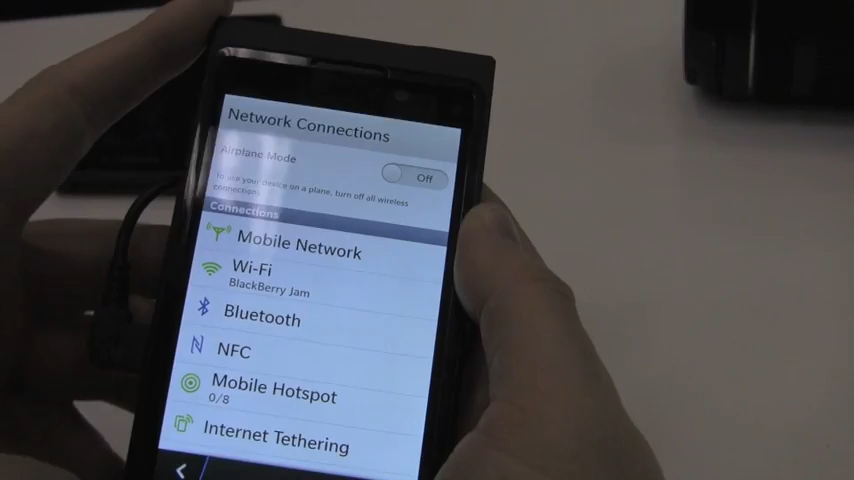 Network Connections
Airplane Mode
Off
To use your device on a plane, turn off all wireless
connections.
Connections
Mobile Network
Wi-Fi
BlackBerry Jam
Bluetooth
NFC
Mobile Hotspot
0/8
Internet Tethering